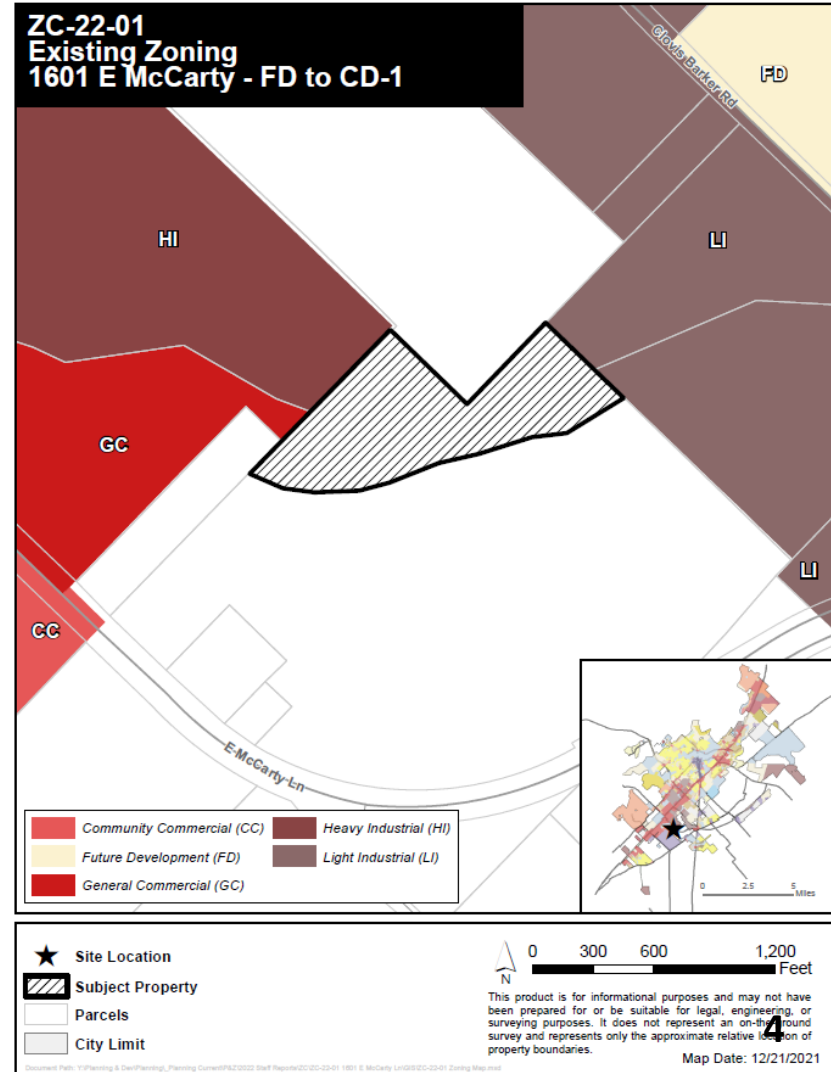 ZC-22-01
Existing Zoning
1601 E McCarty - FD to CD-1
Clovis Barker Rd
FD
HI
LI
GC
LI
CC
E McCarty Ln
Community Commercial (CC)
Heavy Industrial (HI)
Future Development (FD)
Light Industrial (LI)
General Commercial (GC)
0 2.5 5
Miles
Site Location
Subject Property
Parcels
City Limit
N
0 300 600 1,200
Feet
This product is for informational purposes and may not have
been prepared for or be suitable for legal, engineering, or
surveying purposes. It does not represent an on-the-ground
survey and represents only the approximate relative location of
property boundaries.
4
Map Date: 12/21/2021